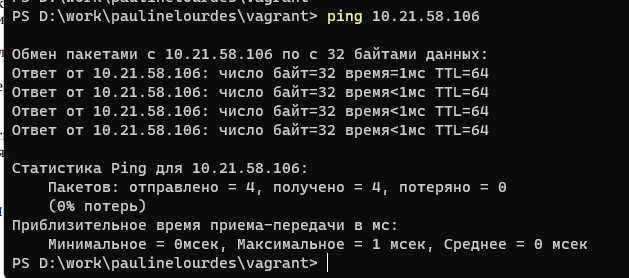 PS D:\work\paulinelourdes\vagrant> ping 10.21.58.106
Обмен пакетами с 10.21.58.106 по с 32 байтами данных:
Ответ от 10.21.58.106: число байт=32 время=1мс TTL=64
Ответ от 10.21.58.106: число байт=32 время<1мс TTL=64
Ответ от 10.21.58.106: число байт=32 время<1мс TTL=64
Ответ от 10.21.58.106: число байт=32 время<1мс TTL=64
Статистика Ping для 10.21.58.106:
Пакетов: отправлено = 4, получено = 4, потеряно = 0
(0% потерь)
Приблизительное время приема-передачи в мс:
Минимальное = 0мсек, Максимальное = 1 мсек, Среднее = 0 мсек
PS D:\work\paulinelourdes\vagrant>